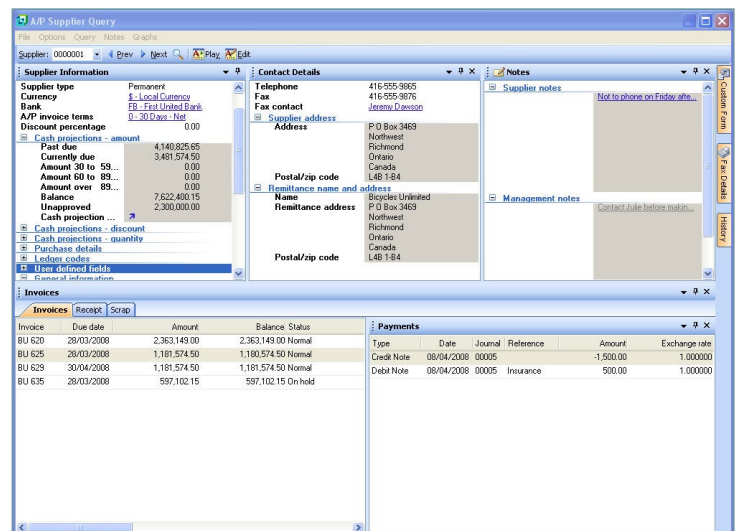 A/P Supplier Query
File Options Query Notes Graphs
Supplier: 0000001 Prev Next Play Edit
Supplier Information
Supplier type Permanent
Currency $ - Local Currency
Bank FB - First United Bank
A/P invoice terms 0 - 30 Days - Net
Discount percentage 0.00
Cash projections - amount
Past due 4,140,825.65
Currently due 3,481,574.50
Amount 30 to 59... 0.00
Amount 60 to 89... 0.00
Amount over 89... 0.00
Balance 7,622,400.15
Unapproved 2,300,000.00
Cash projection ...
Cash projections - discount
Cash projections - quantity
Purchase details
Ledger codes
User defined fields
General information
Contact Details
Telephone 416-555-9865
Fax 416-555-9876
Fax contact Jeremy Dawson
Supplier address
Address P O Box 3469
Northwest
Richmond
Ontario
Canada
Postal/zip code L4B 1-B4
Remittance name and address
Name Bicycles Unlimited
Remittance address P O Box 3469
Northwest
Richmond
Ontario
Canada
Postal/zip code L4B 1-B4
Notes
Supplier notes
Not to phone on Friday afte...
Management notes
Contact Julie before makin...
Custom Form
Fax Details
History
Invoices
Invoices Receipt Scrap
Invoice Due date Amount Balance Status
BU 620 28/03/2008 2,363,149.00 2,363,149.00 Normal
BU 625 28/03/2008 1,181,574.50 1,180,574.50 Normal
BU 629 30/04/2008 1,181,574.50 1,181,574.50 Normal
BU 635 28/03/2008 597,102.15 597,102.15 On hold
Payments
Type Date Journal Reference Amount Exchange rate
Credit Note 08/04/2008 00005 -1,500.00 1.000000
Debit Note 08/04/2008 00005 Insurance 500.00 1.000000